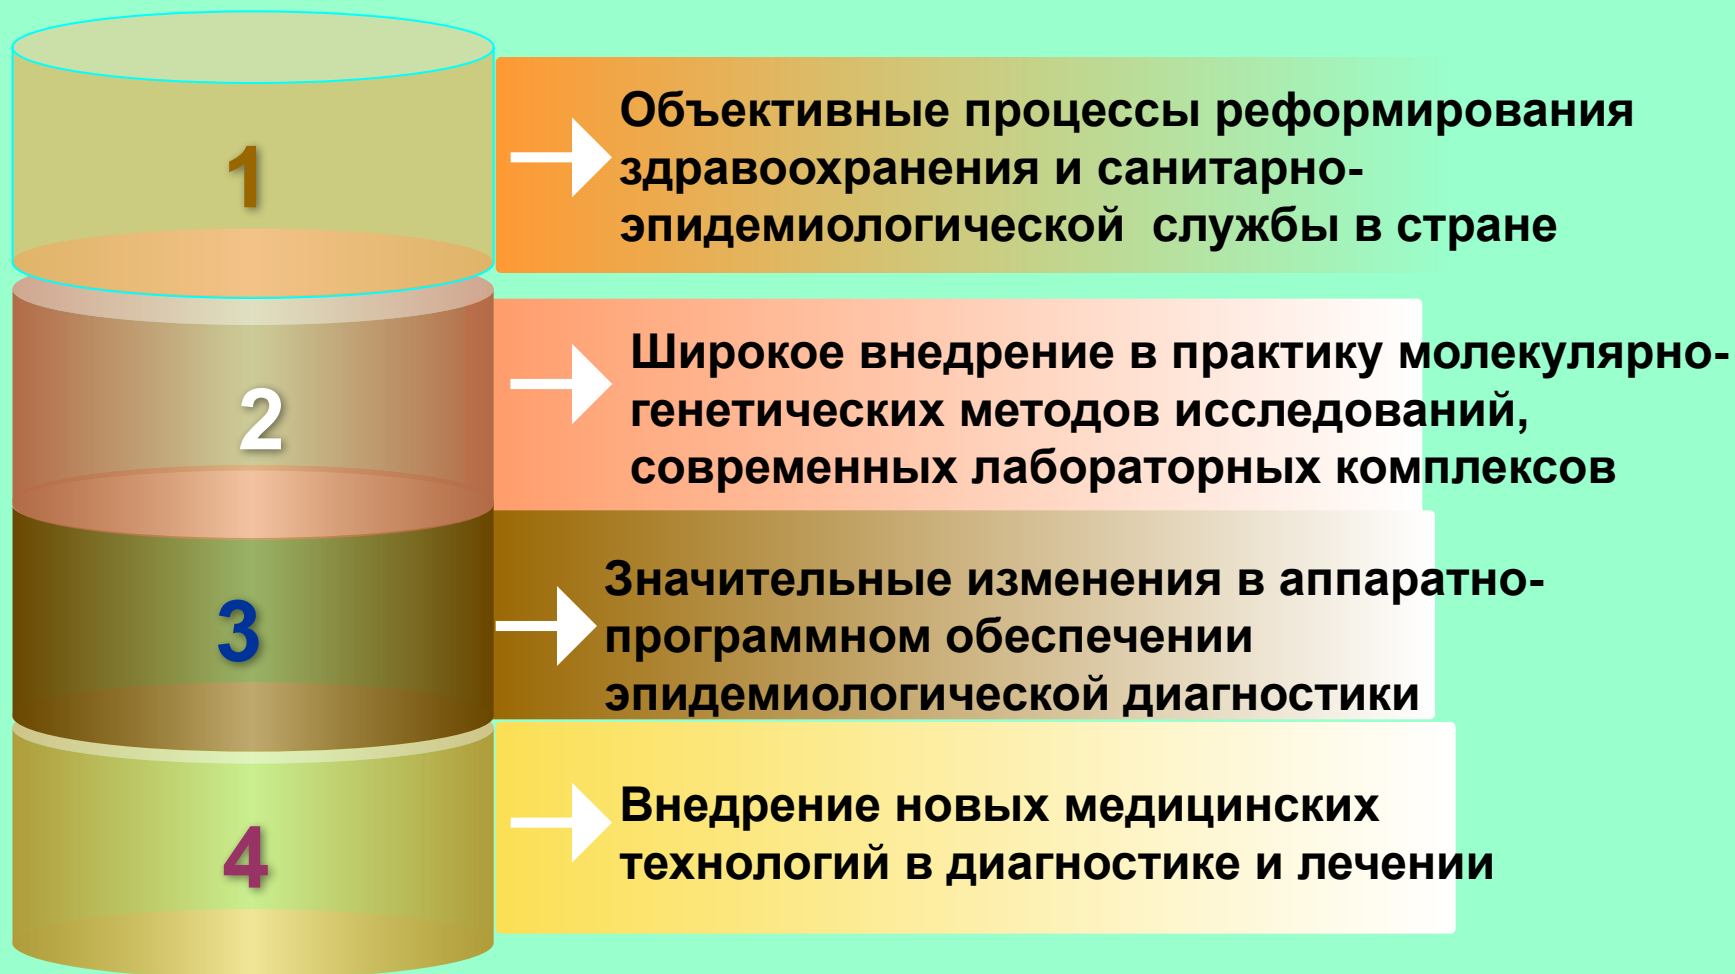 1
Объективные процессы реформирования
здравоохранения и санитарно-
эпидемиологической  службы в стране
2
Широкое внедрение в практику молекулярно-
генетических методов исследований,
современных лабораторных комплексов
3
Значительные изменения в аппаратно-
программном обеспечении
эпидемиологической диагностики
4
Внедрение новых медицинских
технологий в диагностике и лечении